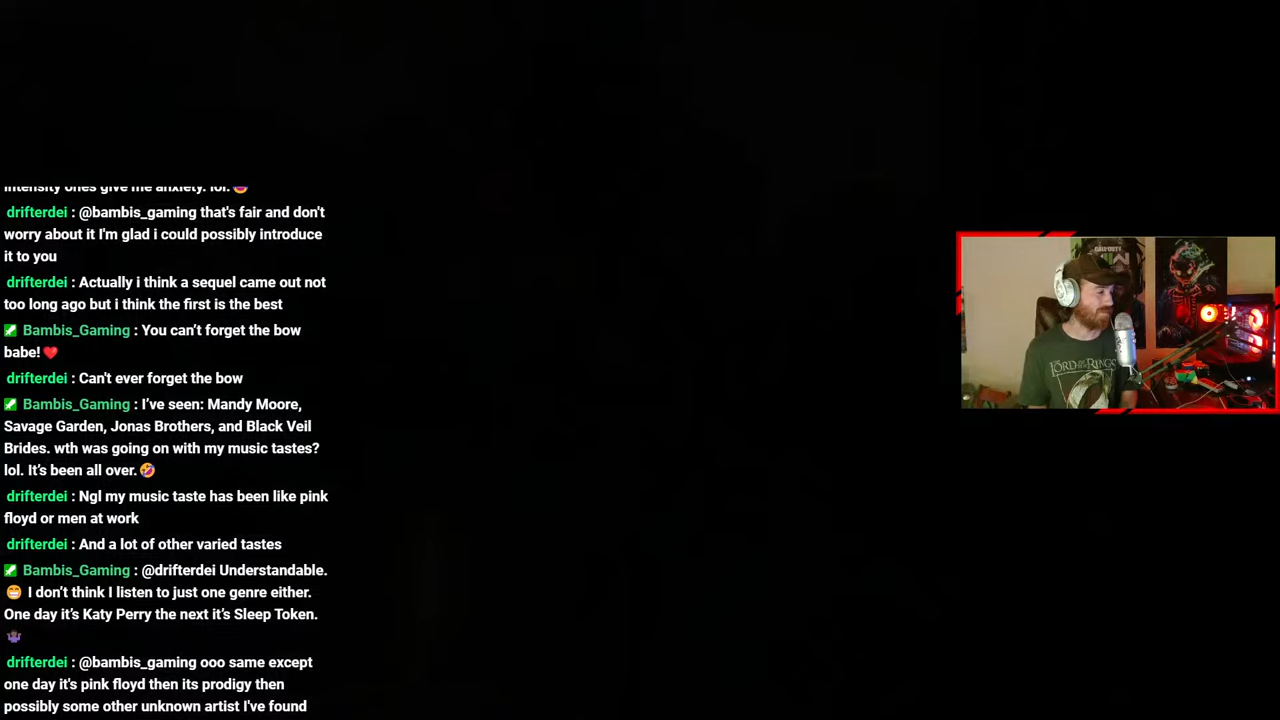 intensity ones give me anxiety. lol. 🤣
drifterdei : @bambis_gaming that's fair and don't
worry about it I'm glad i could possibly introduce
it to you
drifterdei : Actually i think a sequel came out not
too long ago but i think the first is the best
Bambis_Gaming : You can’t forget the bow
babe!❤️
drifterdei : Can't ever forget the bow
Bambis_Gaming : I’ve seen: Mandy Moore,
Savage Garden, Jonas Brothers, and Black Veil
Brides. wth was going on with my music tastes?
lol. It’s been all over. 🤣
drifterdei : Ngl my music taste has been like pink
floyd or men at work
drifterdei : And a lot of other varied tastes
Bambis_Gaming : @drifterdei Understandable.
😁 I don’t think I listen to just one genre either.
One day it’s Katy Perry the next it’s Sleep Token.
🤷🏾‍♀️
drifterdei : @bambis_gaming ooo same except
one day it's pink floyd then its prodigy then
possibly some other unknown artist I've found
CALL OF DUTY
THE LORD OF THE RINGS